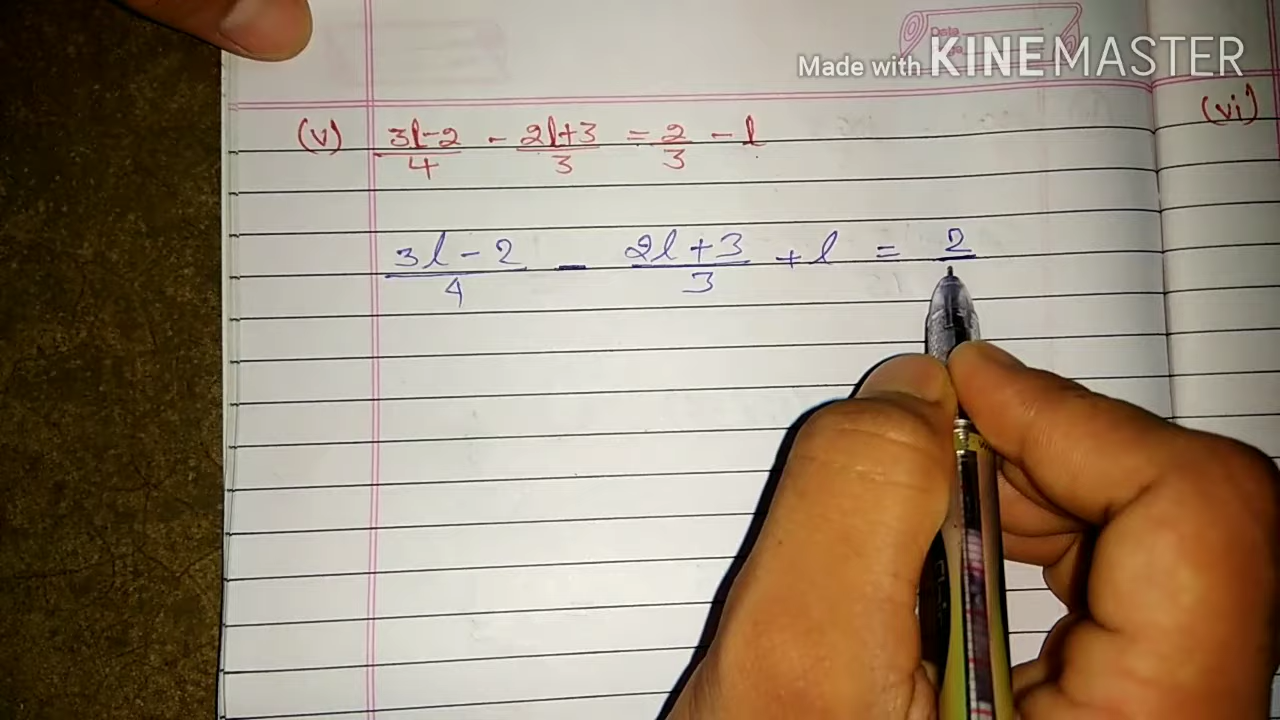 Date
Made with KINEMASTER
(v) 3l-2/4 - 2l+3/3 = 2/3 - l
(vi)
3l-2/4 - 2l+3/3 + l = 2/